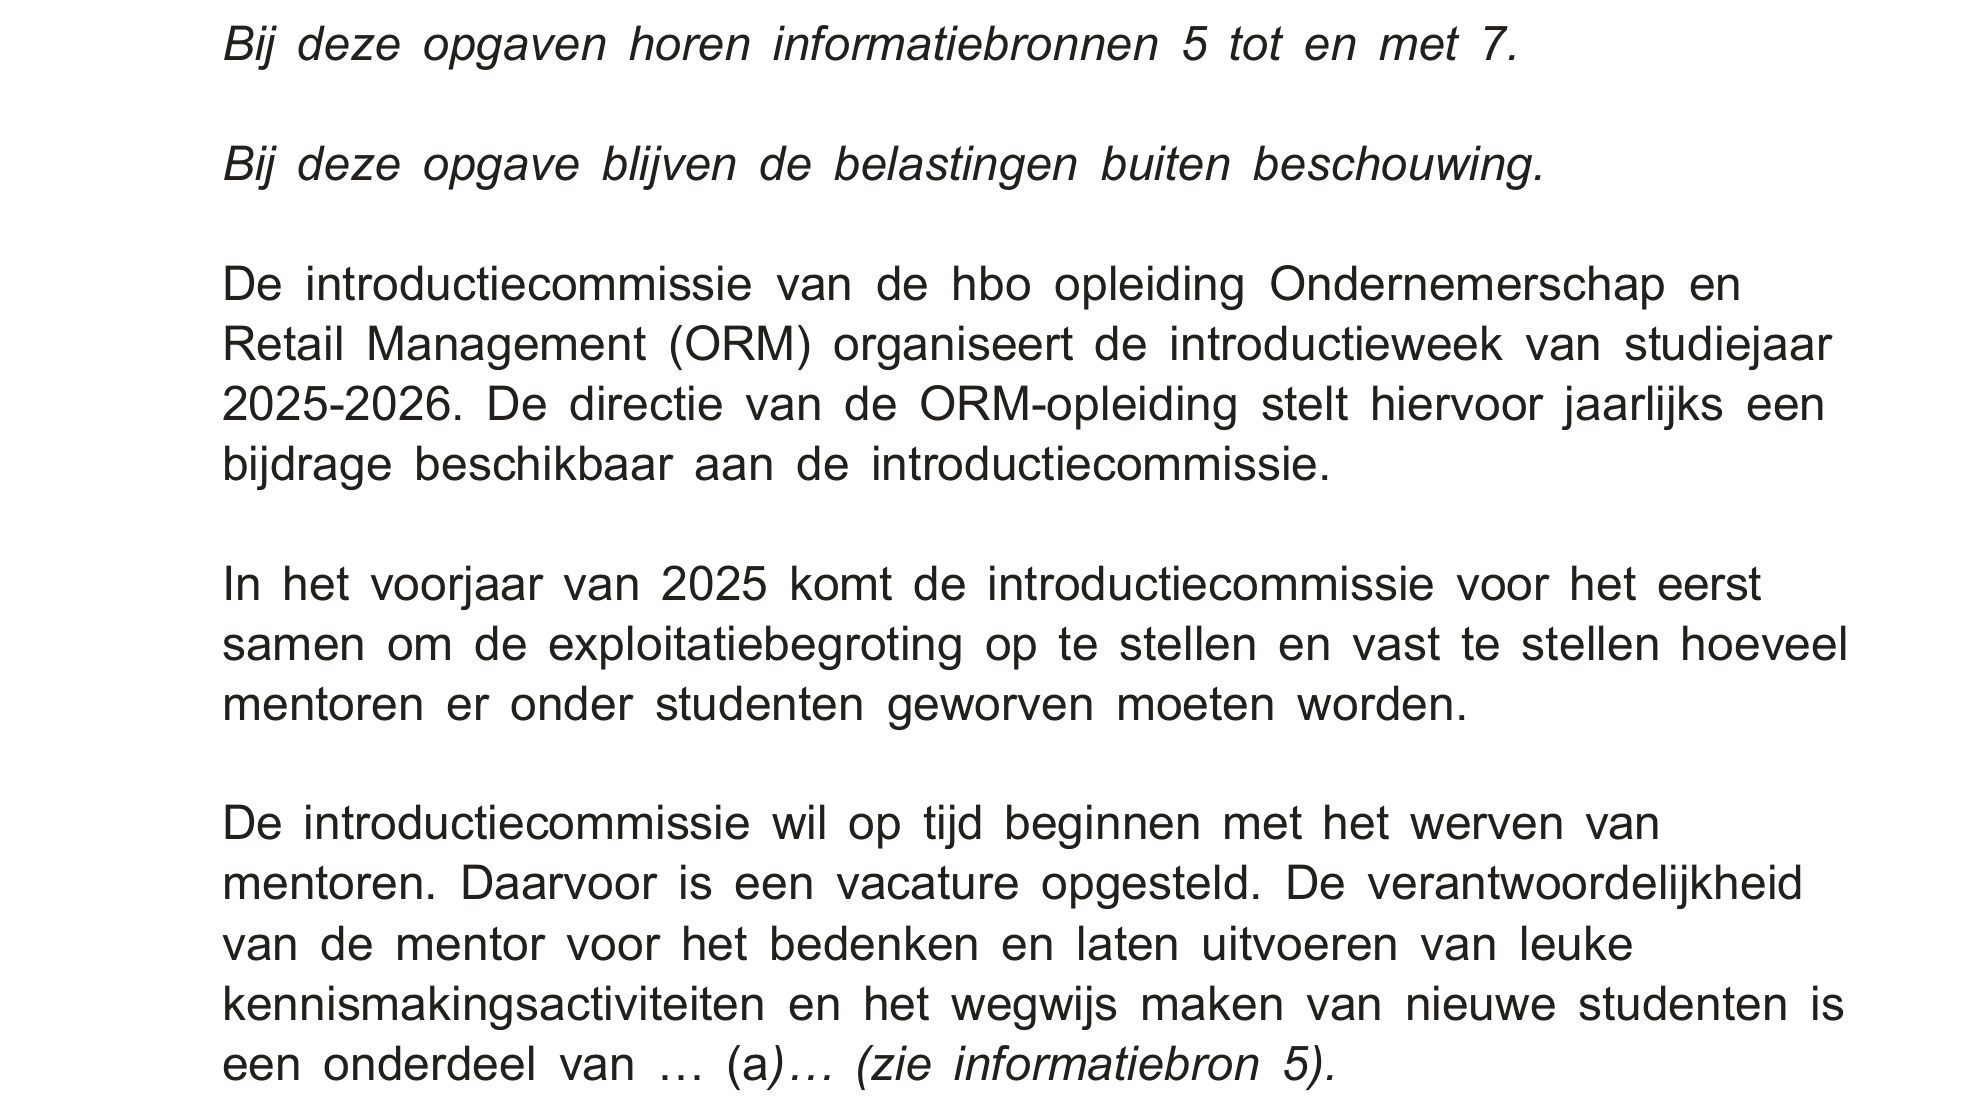 Bij deze opgaven horen informatiebronnen 5 tot en met 7.
Bij deze opgave blijven de belastingen buiten beschouwing.
De introductiecommissie van de hbo opleiding Ondernemerschap en
Retail Management (ORM) organiseert de introductieweek van studiejaar
2025-2026. De directie van de ORM-opleiding stelt hiervoor jaarlijks een
bijdrage beschikbaar aan de introductiecommissie.
In het voorjaar van 2025 komt de introductiecommissie voor het eerst
samen om de exploitatiebegroting op te stellen en vast te stellen hoeveel
mentoren er onder studenten geworven moeten worden.
De introductiecommissie wil op tijd beginnen met het werven van
mentoren. Daarvoor is een vacature opgesteld. De verantwoordelijkheid
van de mentor voor het bedenken en laten uitvoeren van leuke
kennismakingsactiviteiten en het wegwijs maken van nieuwe studenten is
een onderdeel van … (a)… (zie informatiebron 5).